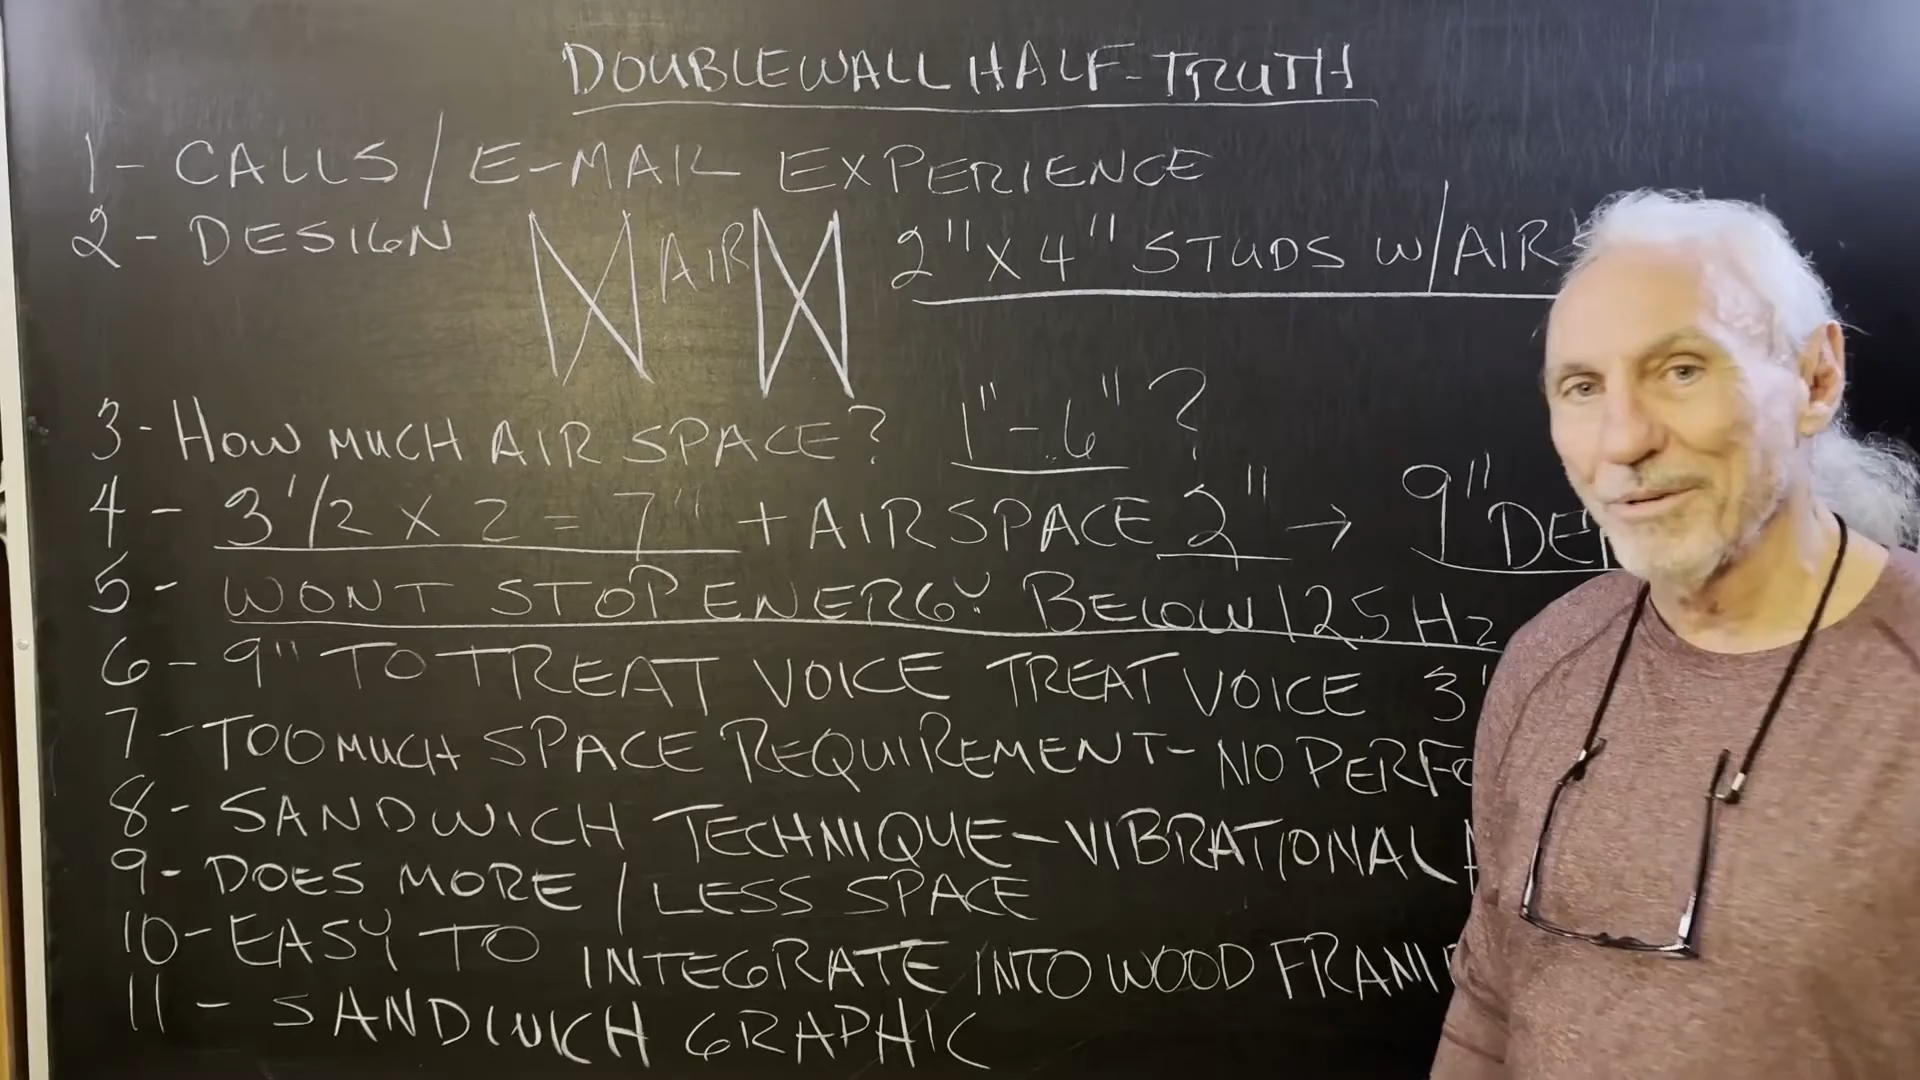 DOUBLEWALL HALF-TRUTH
1- CALLS/E-MAIL EXPERIENCE
2- DESIGN AIR 2"X4" STUDS W/AIR
3- HOW MUCH AIR SPACE? 1"-6"?
4- 3 1/2 X 2 = 7" + AIR SPACE 2" → 9"
5- WONT STOP ENERGY BELOW 125 Hz
6- 9" TO TREAT VOICE TREAT VOICE 3
7- TOO MUCH SPACE REQUIREMENT- NO
8- SANDWICH TECHNIQUE-VIBRATIONAL
9- DOES MORE/LESS SPACE
10- EASY TO INTEGRATE INTO WOOD
11- SANDWICH GRAPHIC